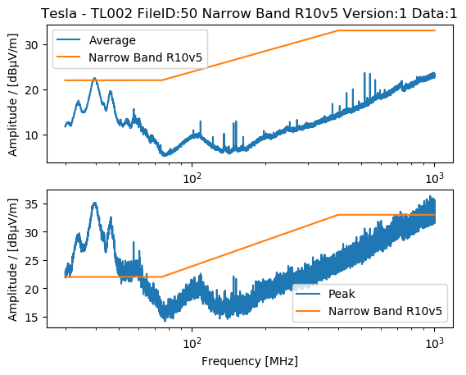 Tesla - TL002 FileID:50 Narrow Band R10v5 Version:1 Data:1
Amplitude / [dBµV/m]
30
20
10
Average
Narrow Band R10v5
10²
10³
Amplitude / [dBµV/m]
35
30
25
20
15
Peak
Narrow Band R10v5
10²
10³
Frequency [MHz]